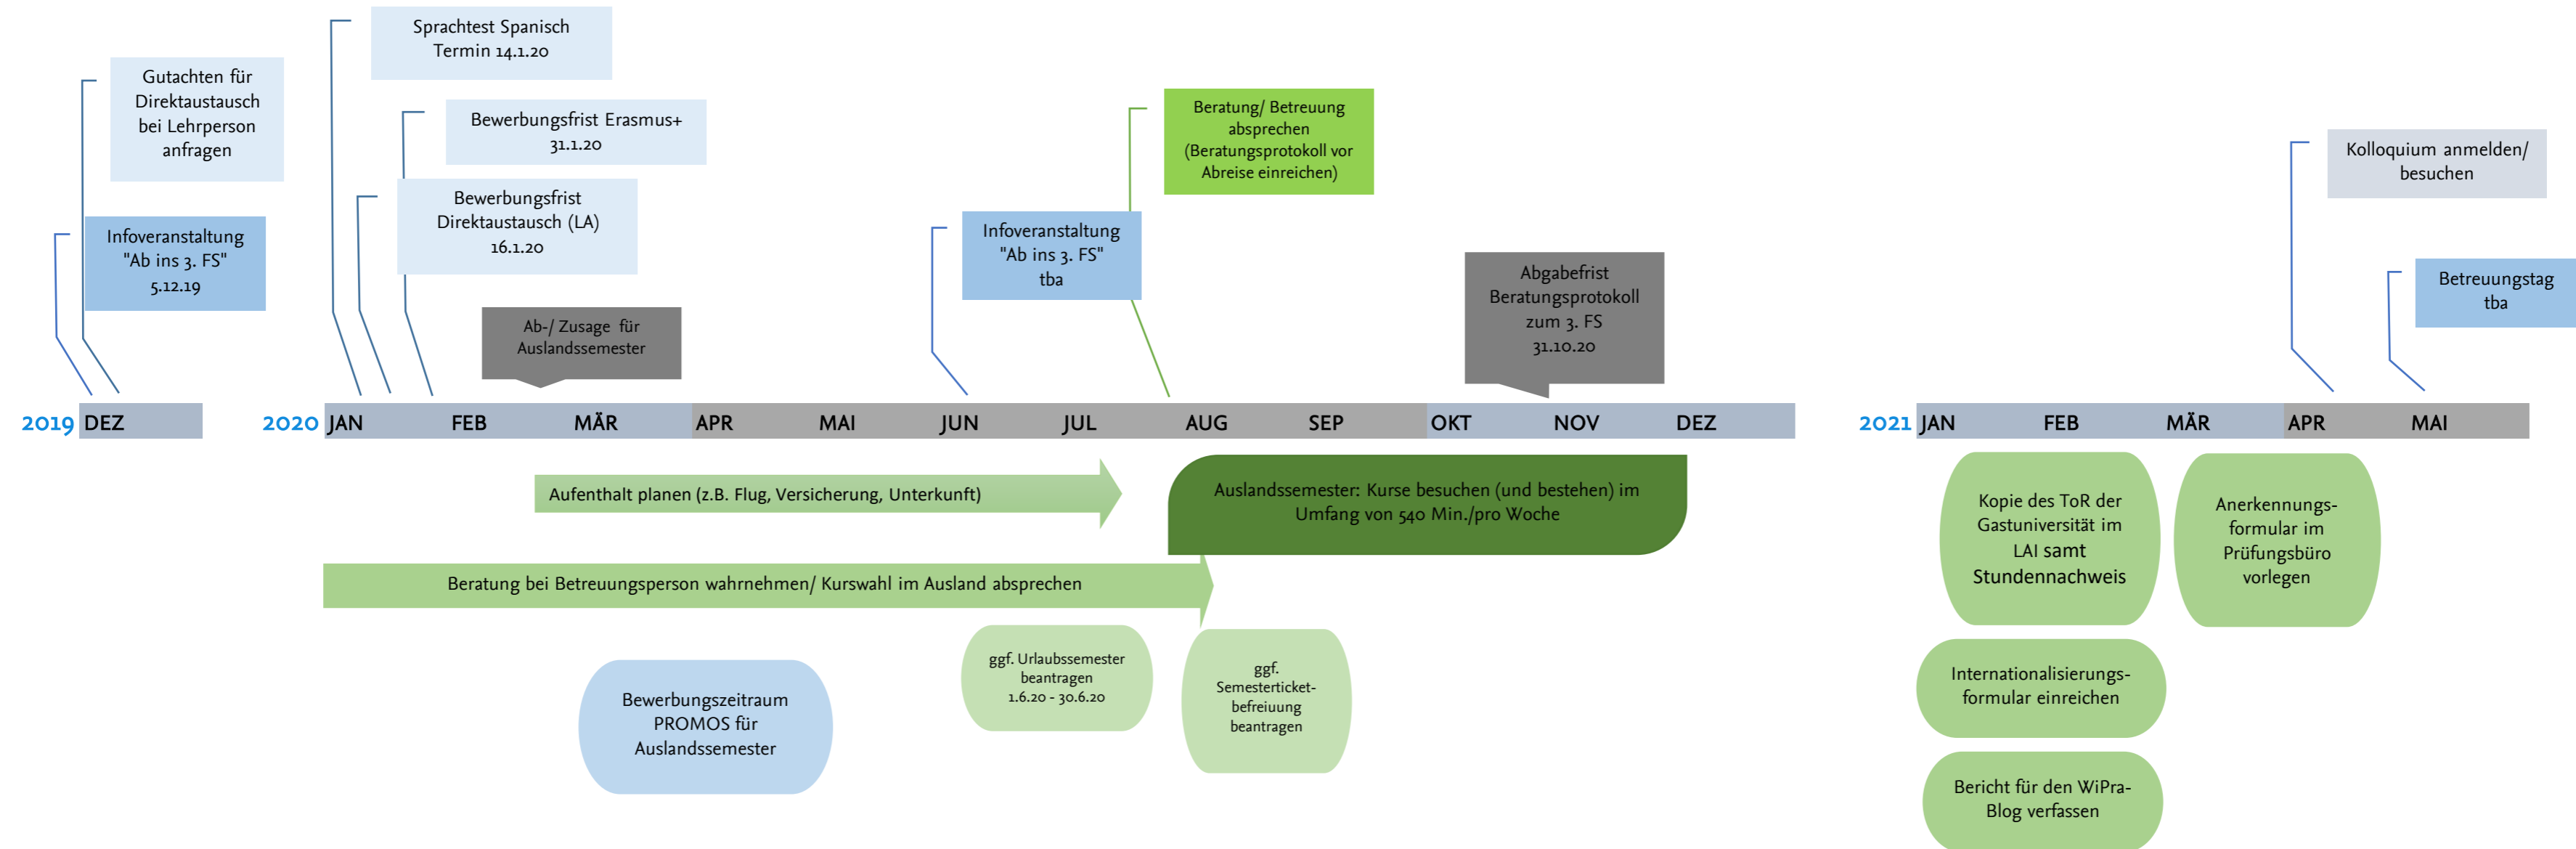 Sprachtest Spanisch
Termin 14.1.20
Gutachten für
Direktaustausch
bei Lehrperson
anfragen
Bewerbungsfrist Erasmus+
31.1.20
Beratung/ Betreuung
absprechen
(Beratungsprotokoll vor
Abreise einreichen)
Kolloquium anmelden/
besuchen
Bewerbungsfrist
Direktaustausch (LA)
16.1.20
Infoveranstaltung
"Ab ins 3. FS"
5.12.19
Infoveranstaltung
"Ab ins 3. FS"
tba
Abgabefrist
Beratungsprotokoll
zum 3. FS
31.10.20
Betreuungstag
tba
Ab-/ Zusage für
Auslandssemester
2019 DEZ
2020 JAN FEB MÄR APR MAI JUN JUL AUG SEP OKT NOV DEZ
2021 JAN FEB MÄR APR MAI
Aufenthalt planen (z.B. Flug, Versicherung, Unterkunft)
Auslandssemester: Kurse besuchen (und bestehen) im
Umfang von 540 Min./pro Woche
Kopie des ToR der
Gastuniversität im
LAI samt
Stundennachweis
Anerkennungs-
formular im
Prüfungsbüro
vorlegen
Beratung bei Betreuungsperson wahrnehmen/ Kurswahl im Ausland absprechen
ggf. Urlaubssemester
beantragen
1.6.20 - 30.6.20
ggf.
Semesterticket-
befreiuung
beantragen
Bewerbungszeitraum
PROMOS für
Auslandssemester
Internationalisierungs-
formular einreichen
Bericht für den WiPra-
Blog verfassen